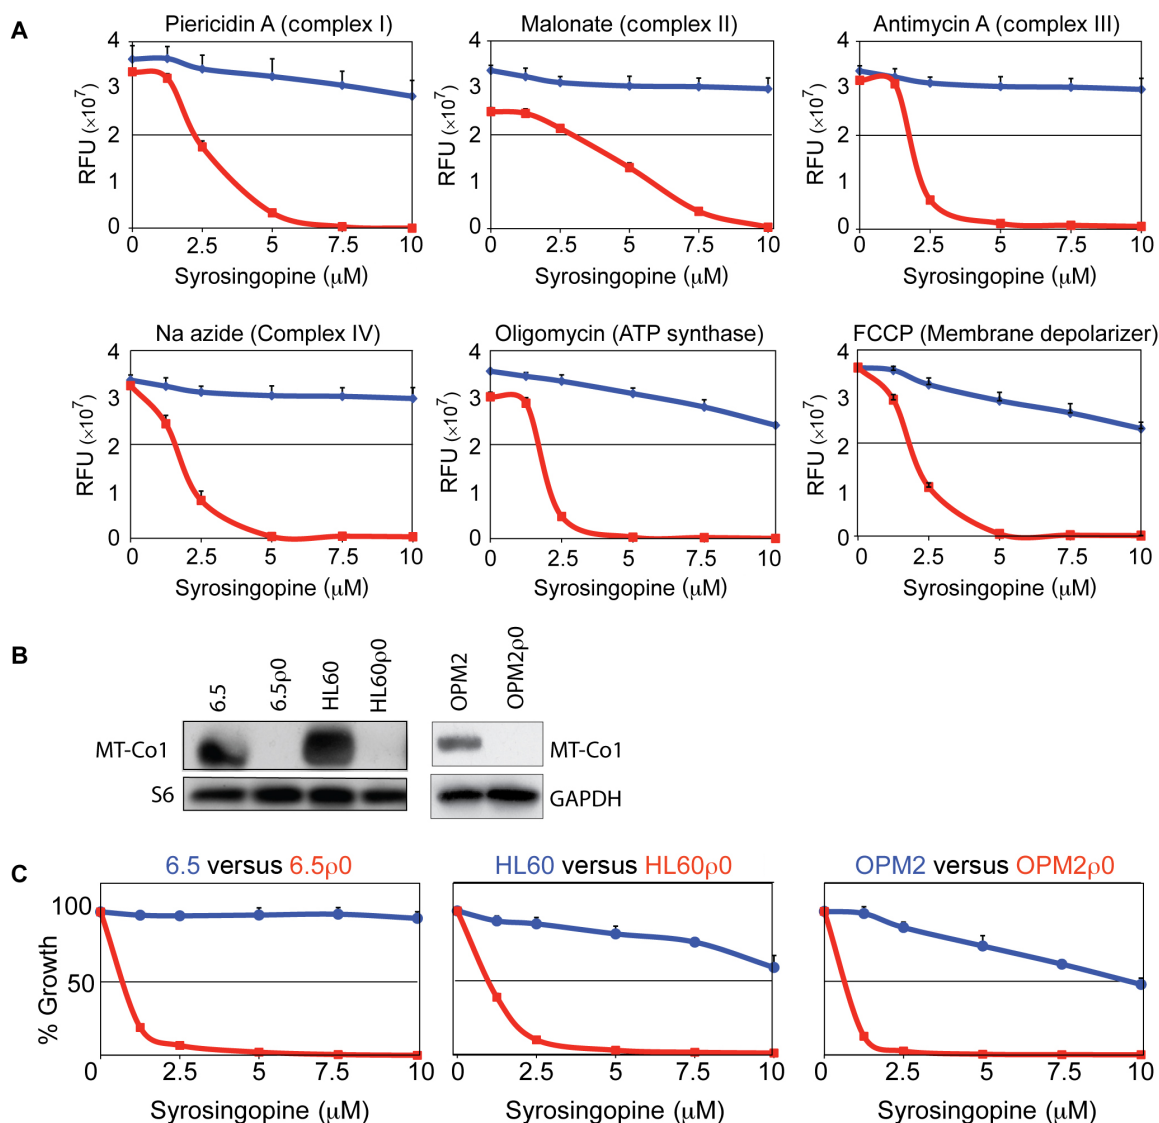 A
Piericidin A (complex I)
Malonate (complex II)
Antimycin A (complex III)
4
3
2
1
0
RFU (×10⁷)
0 2.5 5 7.5 10
Syrosingopine (μM)
4
3
2
1
0
RFU (×10⁷)
0 2.5 5 7.5 10
Syrosingopine (μM)
4
3
2
1
0
RFU (×10⁷)
0 2.5 5 7.5 10
Syrosingopine (μM)
Na azide (Complex IV)
Oligomycin (ATP synthase)
FCCP (Membrane depolarizer)
4
3
2
1
0
RFU (×10⁷)
0 2.5 5 7.5 10
Syrosingopine (μM)
4
3
2
1
0
RFU (×10⁷)
0 2.5 5 7.5 10
Syrosingopine (μM)
4
3
2
1
0
RFU (×10⁷)
0 2.5 5 7.5 10
Syrosingopine (μM)
B
6.5
6.5ρ0
HL60
HL60ρ0
OPM2
OPM2ρ0
MT-Co1
MT-Co1
S6
GAPDH
C
6.5 versus 6.5ρ0
HL60 versus HL60ρ0
OPM2 versus OPM2ρ0
100
50
0
% Growth
2.5 5 7.5 10
Syrosingopine (μM)
0 2.5 5 7.5 10
Syrosingopine (μM)
0 2.5 5 7.5 10
Syrosingopine (μM)